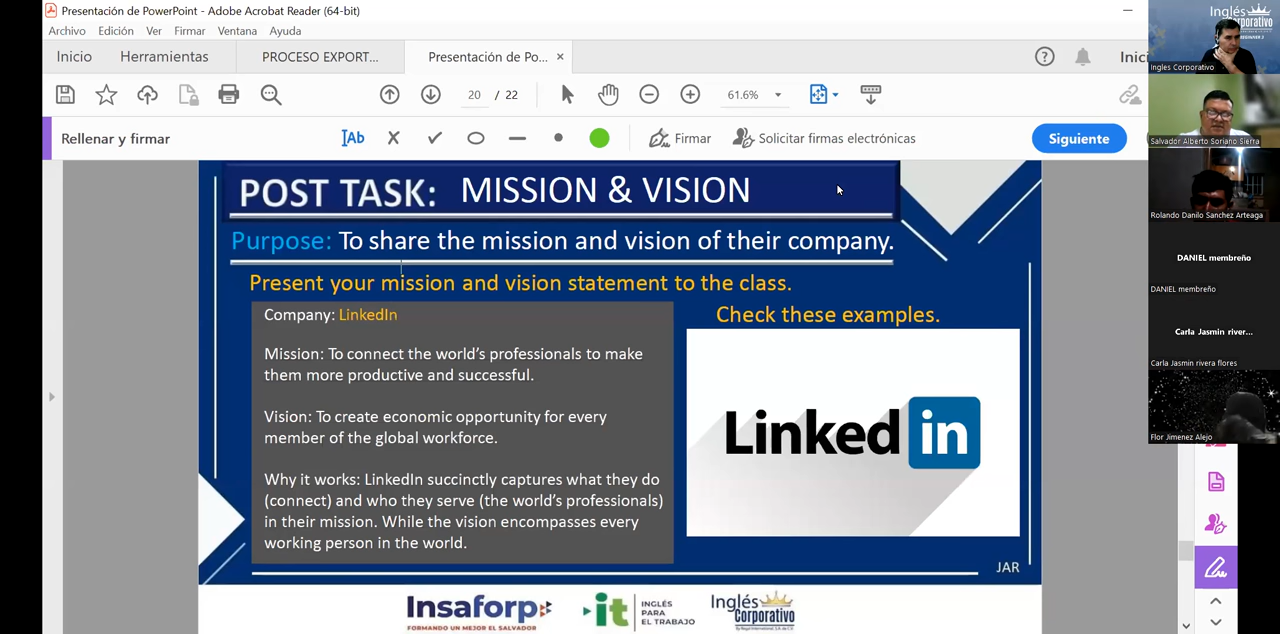 Presentación de PowerPoint - Adobe Acrobat Reader (64-bit)
Archivo Edición Ver Firmar Ventana Ayuda
Inicio Herramientas PROCESO EXPORT... Presentación de Po... × Inici
20 / 22 61.6%
Rellenar y firmar IAb Firmar Solicitar firmas electrónicas Siguiente
POST TASK: MISSION & VISION
Purpose: To share the mission and vision of their company.
Present your mission and vision statement to the class.
Company: LinkedIn
Mission: To connect the world's professionals to make
them more productive and successful.
Vision: To create economic opportunity for every
member of the global workforce.
Why it works: LinkedIn succinctly captures what they do
(connect) and who they serve (the world's professionals)
in their mission. While the vision encompasses every
working person in the world.
Check these examples.
Linked in
JAR
Insaforp
FORMANDO UN MEJOR EL SALVADOR
it INGLÉS
PARA
EL TRABAJO
Inglés
Corporativo
Inglés
Corporativo
Ingles Corporativo
Salvador Alberto Soriano Sierra
Rolando Danilo Sanchez Arteaga
DANIEL membreño
DANIEL membreño
Carla Jasmin river...
Carla Jasmin rivera flores
Flor Jimenez Alejo